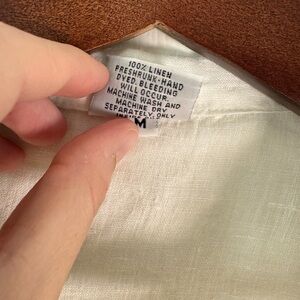 100% LINEN
PRESHRUNK-HAND
DYED. BLEEDING
WILL OCCUR.
MACHINE WASH AND
MACHINE DRY
SEPARATELY. ONLY
M